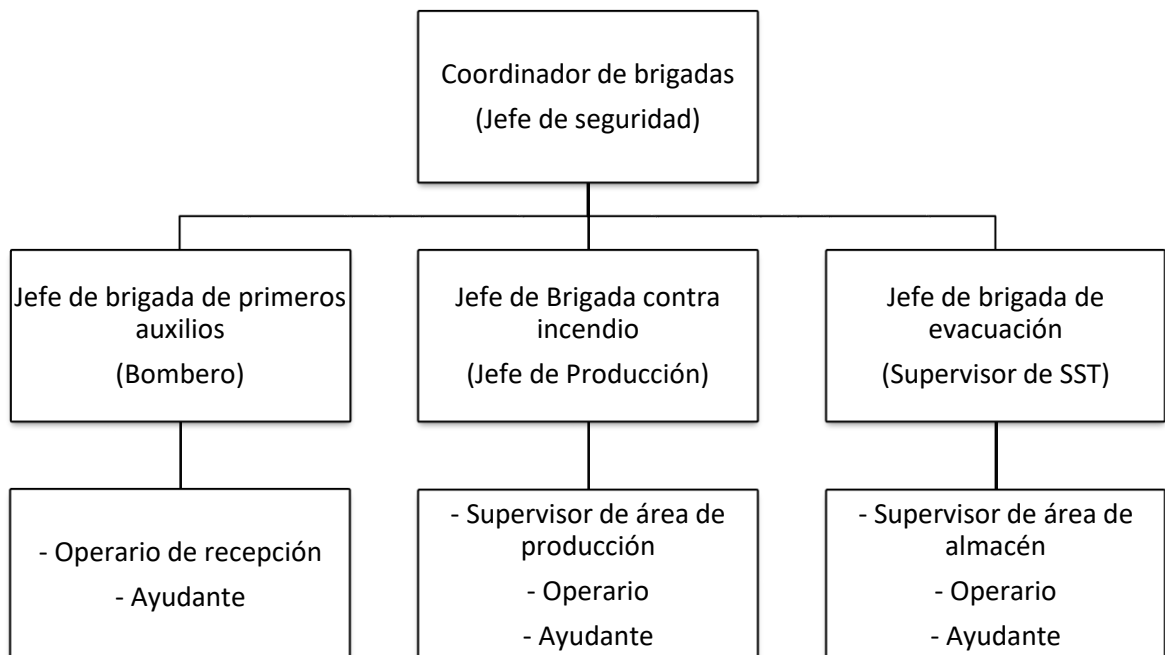 Coordinador de brigadas
(Jefe de seguridad)
Jefe de brigada de primeros
auxilios
(Bombero)
Jefe de Brigada contra
incendio
(Jefe de Producción)
Jefe de brigada de
evacuación
(Supervisor de SST)
- Operario de recepción
- Ayudante
- Supervisor de área de
producción
- Operario
- Ayudante
- Supervisor de área de
almacén
- Operario
- Ayudante